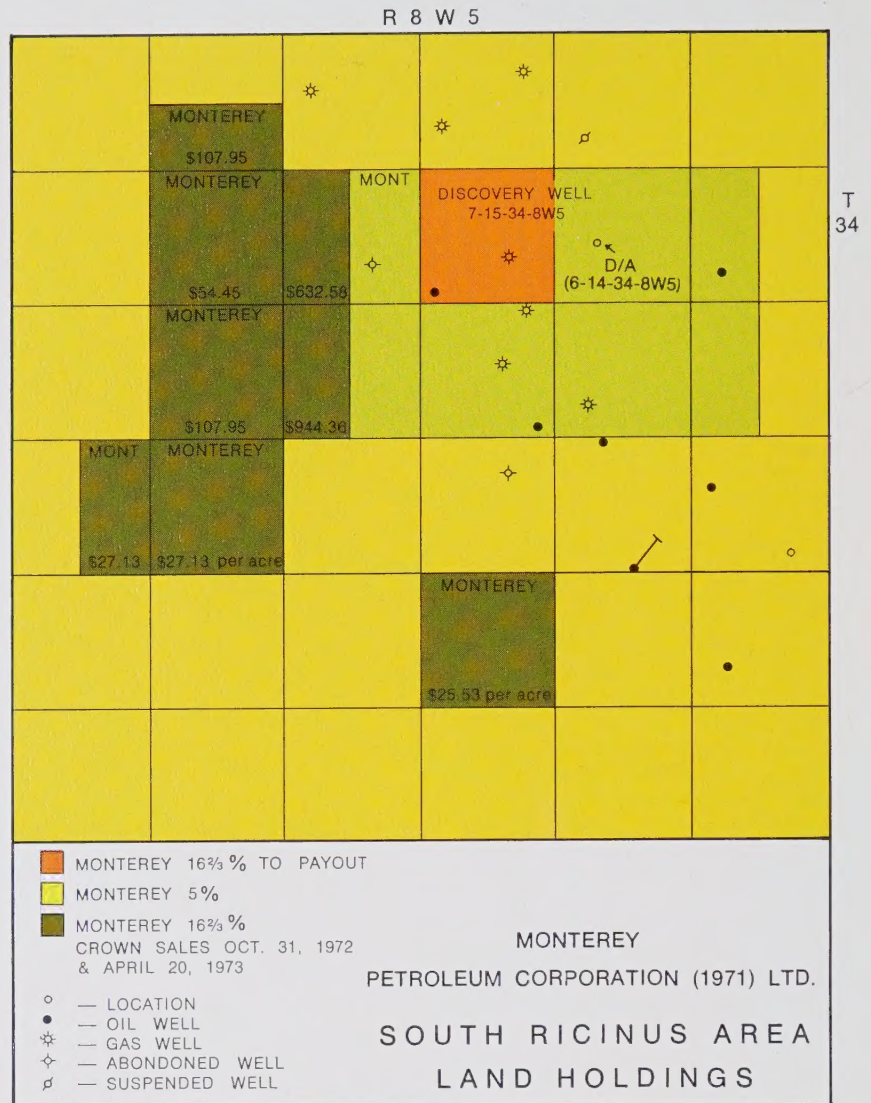 R 8 W 5
T
34
MONTEREY
$107.95
MONTEREY
MONT
DISCOVERY WELL
7-15-34-8W5
D/A
(6-14-34-8W5)
$54.45
$632.58
MONTEREY
$107.95
$944.36
MONT
MONTEREY
$27.13
$27.13 per acre
MONTEREY
$25.53 per acre
MONTEREY 16⅔% TO PAYOUT
MONTEREY 5%
MONTEREY 16⅔%
CROWN SALES OCT. 31, 1972
& APRIL 20, 1973
— LOCATION
— OIL WELL
— GAS WELL
— ABONDONED WELL
— SUSPENDED WELL
MONTEREY
PETROLEUM CORPORATION (1971) LTD.
SOUTH RICINUS AREA
LAND HOLDINGS